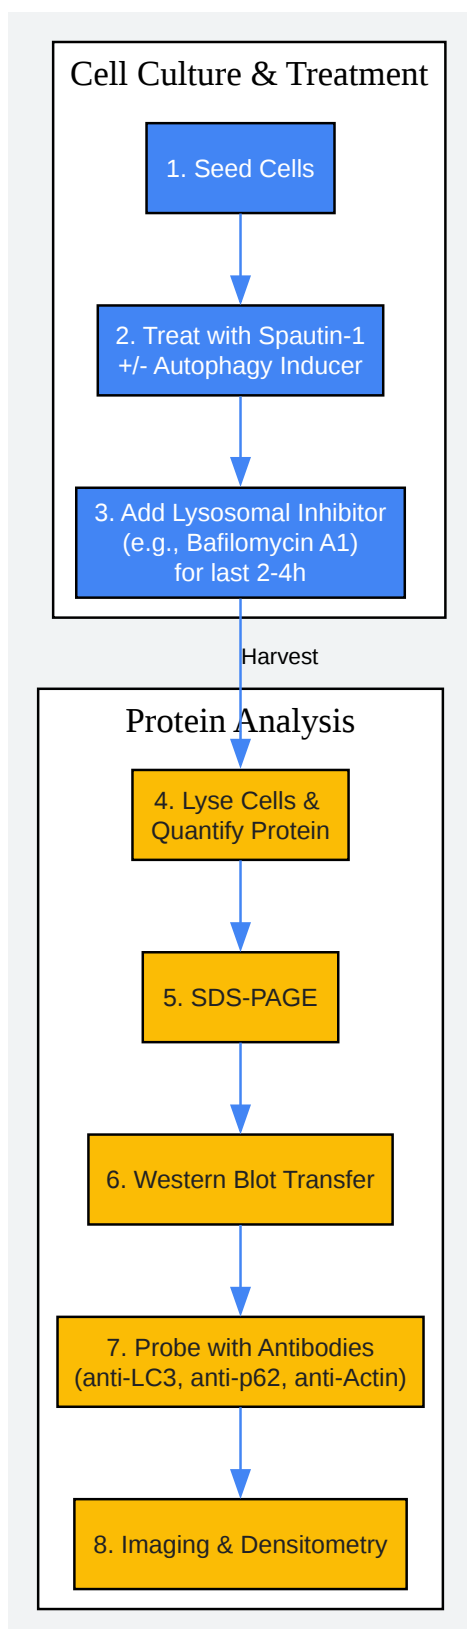 Cell Culture & Treatment
1. Seed Cells
2. Treat with Spautin-1
+/- Autophagy Inducer
3. Add Lysosomal Inhibitor
(e.g., Bafilomycin A1)
for last 2-4h
Harvest
Protein Analysis
4. Lyse Cells &
Quantify Protein
5. SDS-PAGE
6. Western Blot Transfer
7. Probe with Antibodies
(anti-LC3, anti-p62, anti-Actin)
8. Imaging & Densitometry